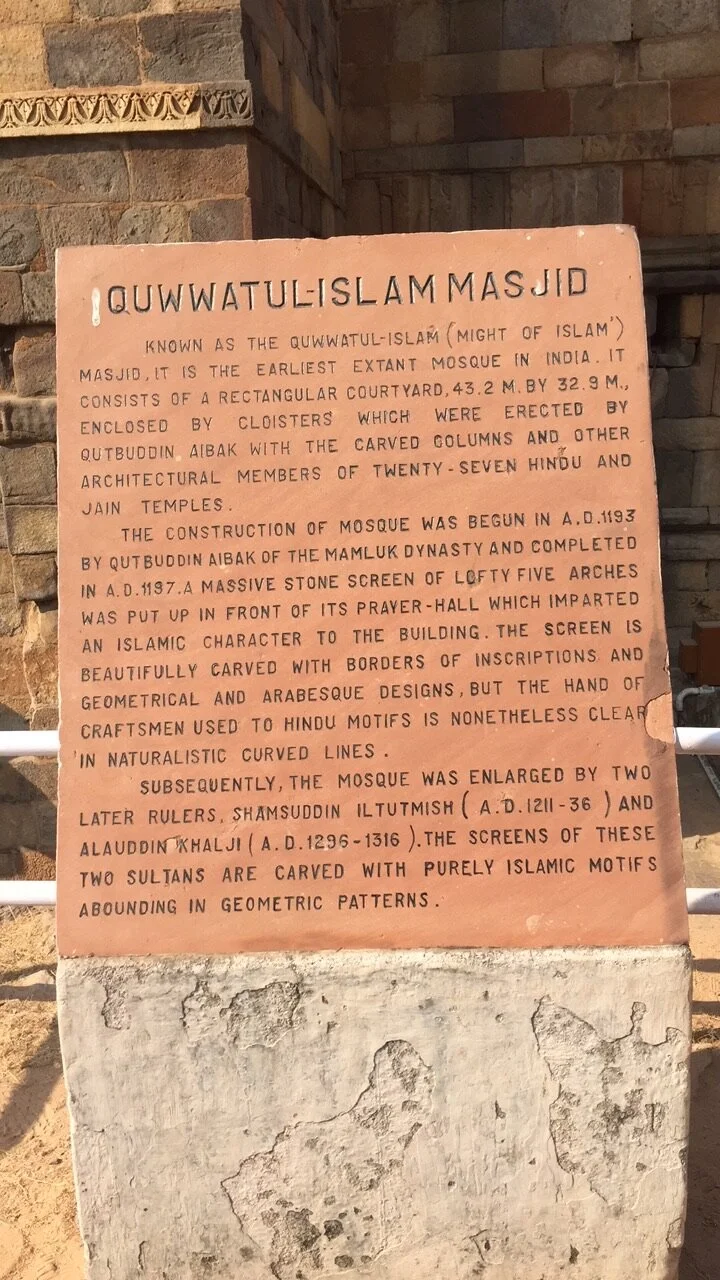 QUWWATUL-ISLAM MASJID
KNOWN AS THE QUWWATUL-ISLAM (MIGHT OF ISLAM')
MASJID, IT IS THE EARLIEST EXTANT MOSQUE IN INDIA. IT
CONSISTS OF A RECTANGULAR COURTYARD, 43.2 M. BY 32.9 M.,
ENCLOSED BY CLOISTERS WHICH WERE ERECTED BY
QUTBUDDIN AIBAK WITH THE CARVED COLUMNS AND OTHER
ARCHITECTURAL MEMBERS OF TWENTY-SEVEN HINDU AND
JAIN TEMPLES.
THE CONSTRUCTION OF MOSQUE WAS BEGUN IN A.D.1193
BY QUTBUDDIN AIBAK OF THE MAMLUK DYNASTY AND COMPLETED
IN A.D.1197. A MASSIVE STONE SCREEN OF LOFTY FIVE ARCHES
WAS PUT UP IN FRONT OF ITS PRAYER-HALL WHICH IMPARTED
AN ISLAMIC CHARACTER TO THE BUILDING. THE SCREEN IS
BEAUTIFULLY CARVED WITH BORDERS OF INSCRIPTIONS AND
GEOMETRICAL AND ARABESQUE DESIGNS, BUT THE HAND OF
CRAFTSMEN USED TO HINDU MOTIFS IS NONETHELESS CLEAR
IN NATURALISTIC CURVED LINES.
SUBSEQUENTLY, THE MOSQUE WAS ENLARGED BY TWO
LATER RULERS, SHAMSUDDIN ILTUTMISH ( A.D.1211-36 ) AND
ALAUDDIN KHALJI ( A.D.1296-1316 ). THE SCREENS OF THESE
TWO SULTANS ARE CARVED WITH PURELY ISLAMIC MOTIFS
ABOUNDING IN GEOMETRIC PATTERNS.